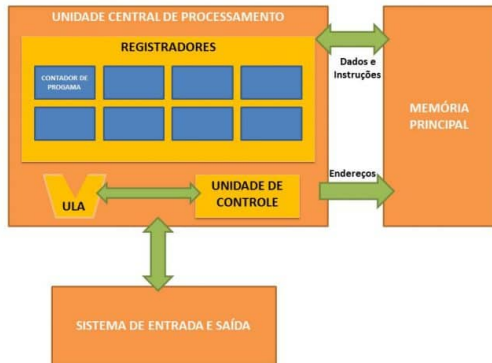 UNIDADE CENTRAL DE PROCESSAMENTO
REGISTRADORES
CONTADOR DE
PROGAMA
Dados e
Instruções
MEMÓRIA
PRINCIPAL
Endereços
ULA
UNIDADE DE
CONTROLE
SISTEMA DE ENTRADA E SAÍDA